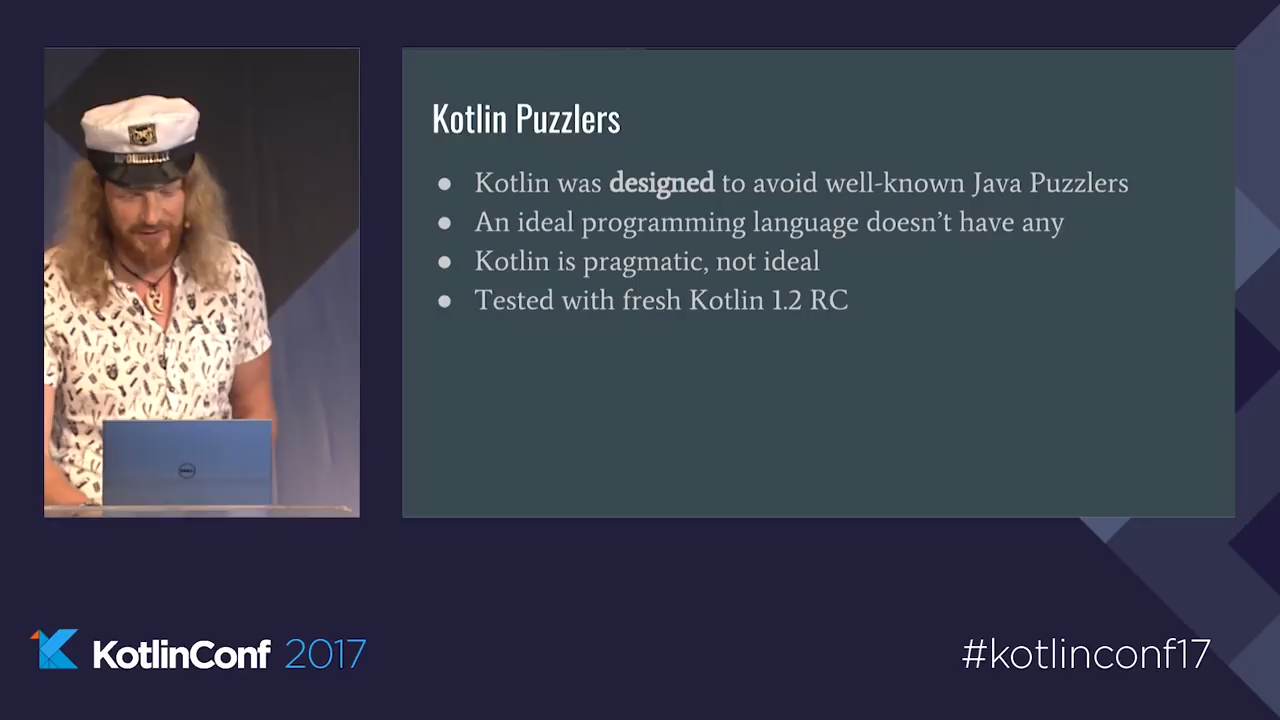 Kotlin Puzzlers
● Kotlin was designed to avoid well-known Java Puzzlers
● An ideal programming language doesn’t have any
● Kotlin is pragmatic, not ideal
● Tested with fresh Kotlin 1.2 RC
DELL
KotlinConf 2017
#kotlinconf17